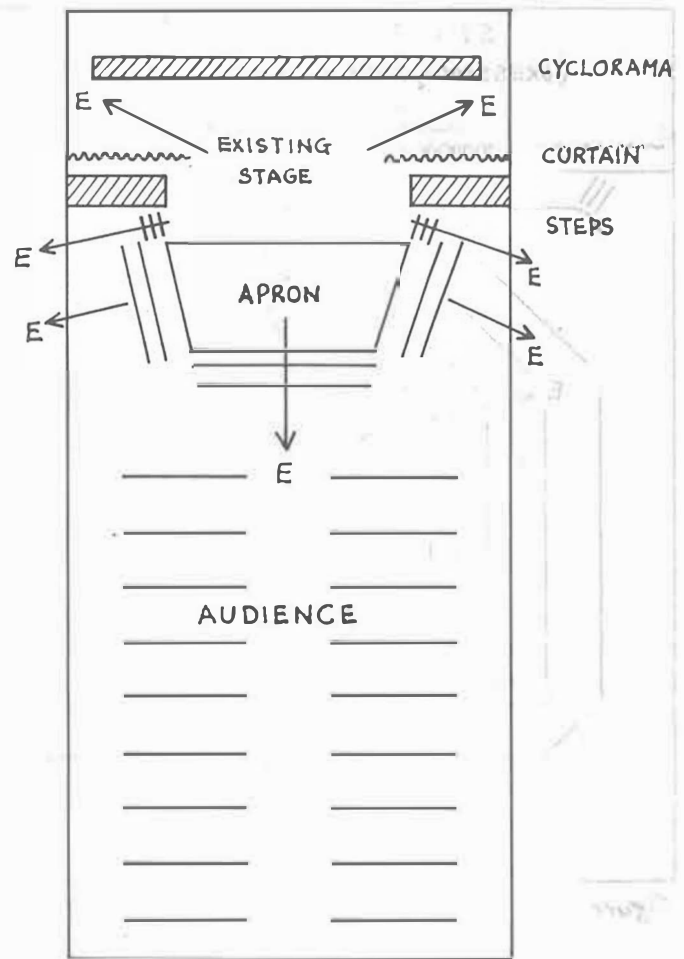 CYCLORAMA
E
E
EXISTING
STAGE
CURTAIN
STEPS
E
E
APRON
E
E
E
AUDIENCE